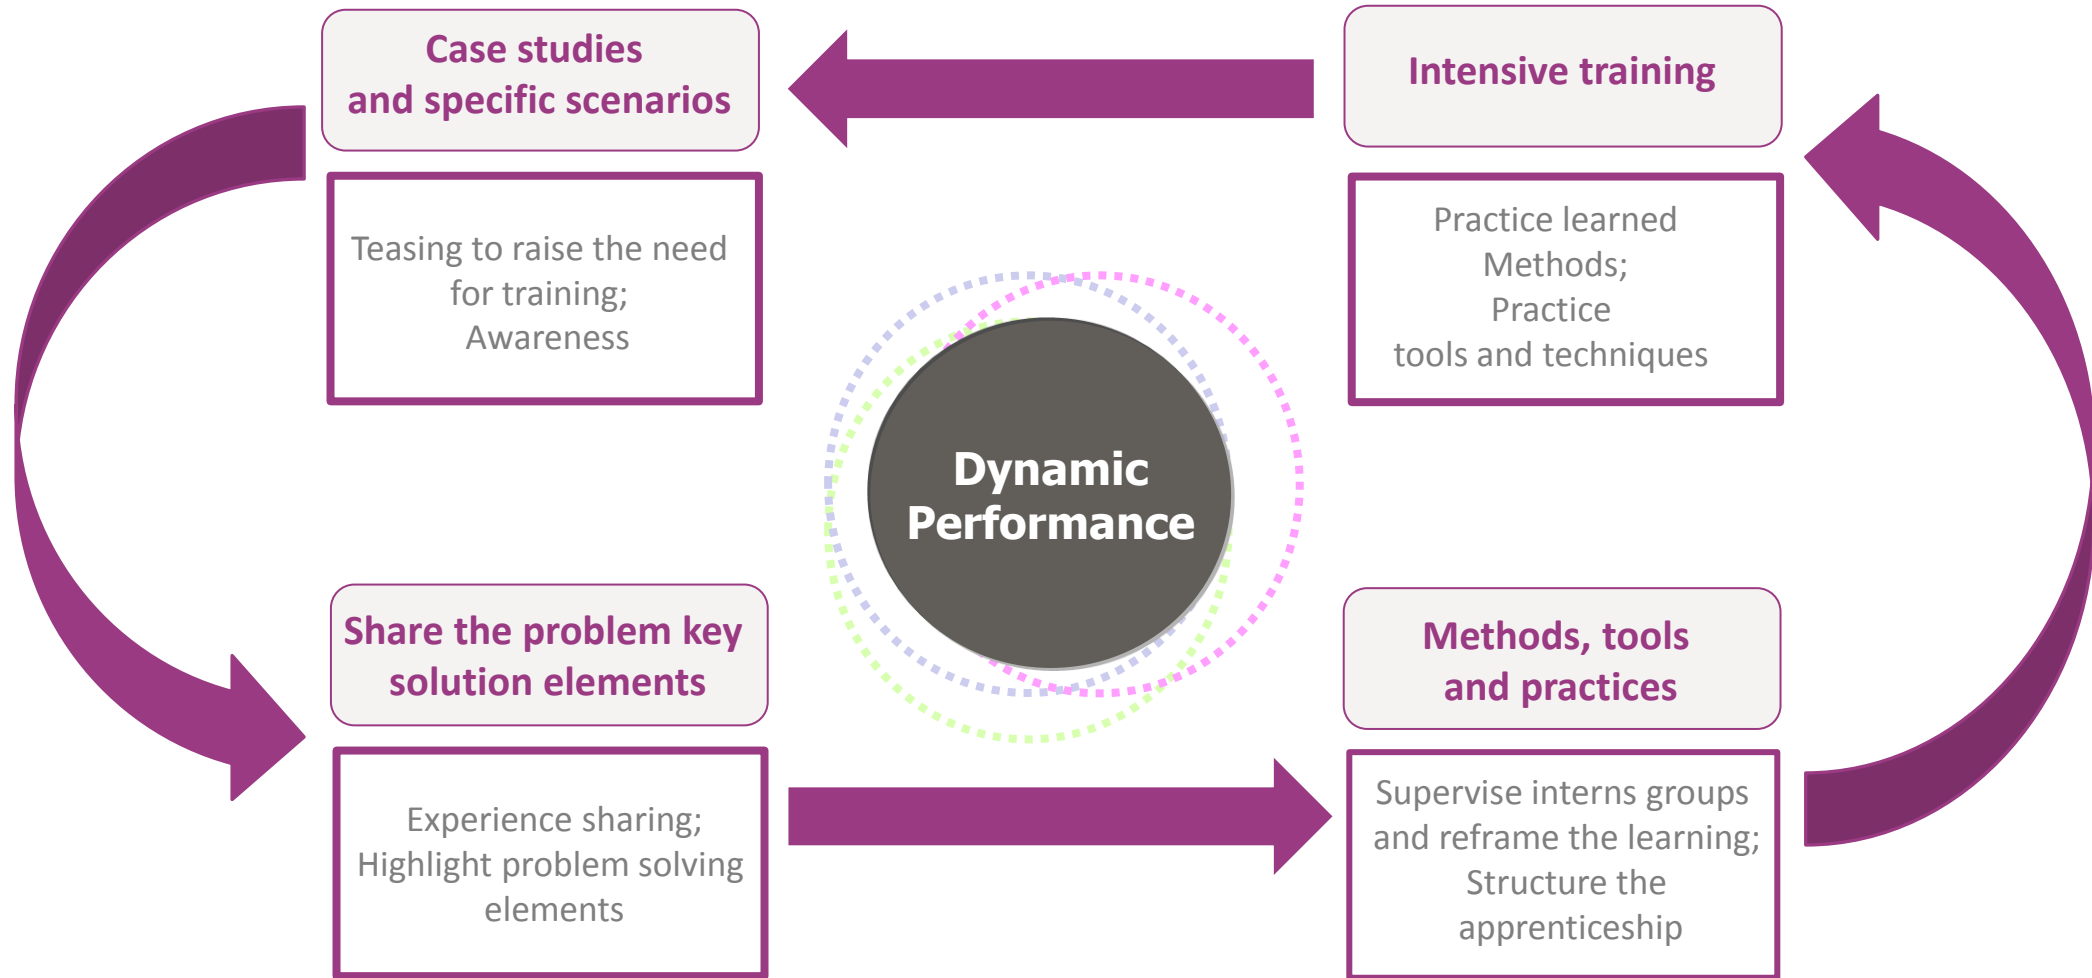 Case studies
and specific scenarios
Teasing to raise the need
for training;
Awareness
Intensive training
Practice learned
Methods;
Practice
tools and techniques
Dynamic
Performance
Share the problem key
solution elements
Experience sharing;
Highlight problem solving
elements
Methods, tools
and practices
Supervise interns groups
and reframe the learning;
Structure the
apprenticeship